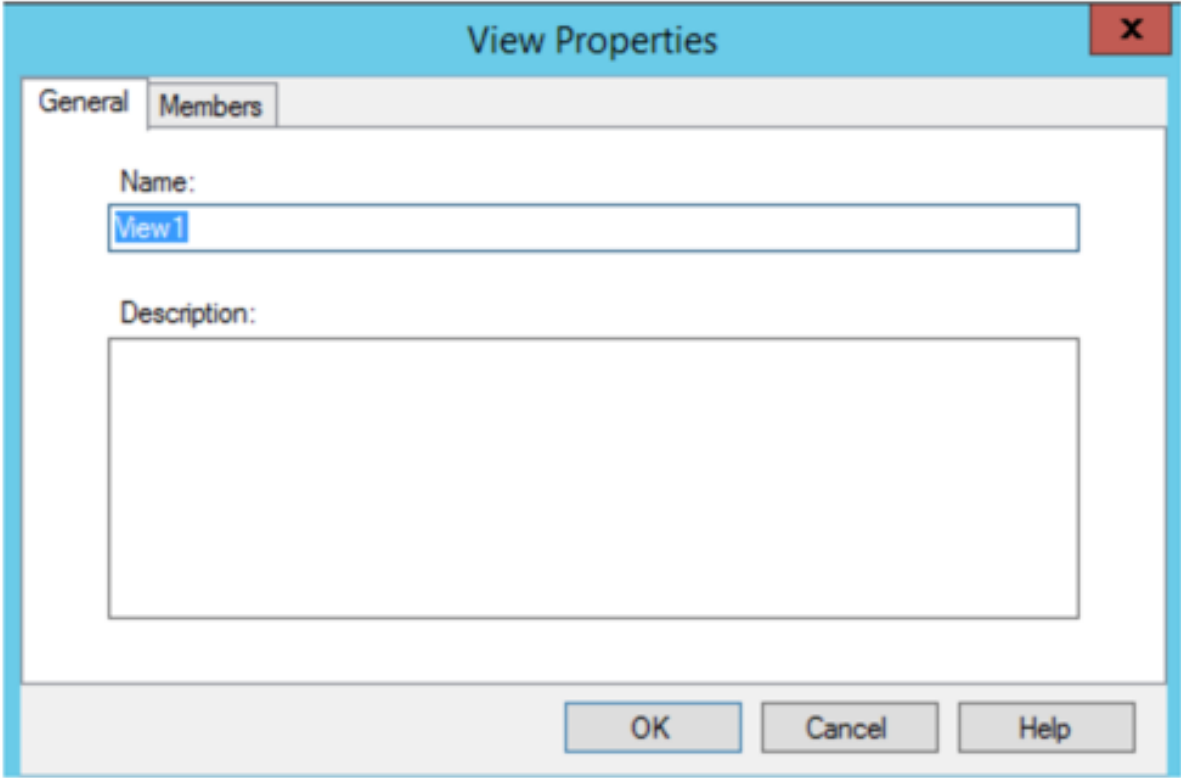 View Properties
x
General Members
Name:
View1
Description:
OK Cancel Help